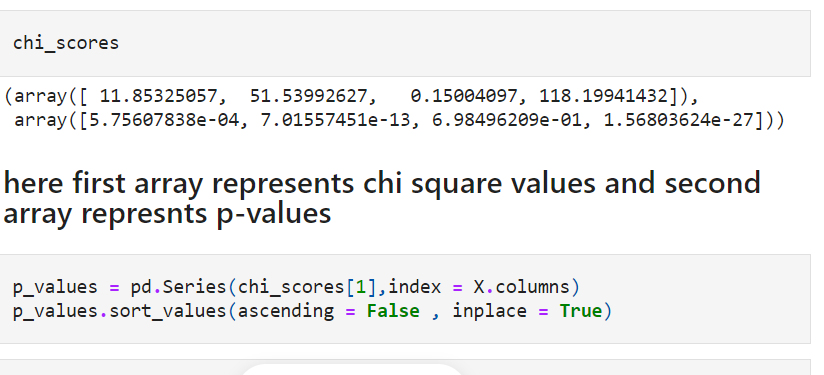 chi_scores
(array([ 11.85325057,  51.53992627,   0.15004097, 118.19941432]),
 array([5.75607838e-04, 7.01557451e-13, 6.98496209e-01, 1.56803624e-27]))
here first array represents chi square values and second
array represnts p-values
p_values = pd.Series(chi_scores[1],index = X.columns)
p_values.sort_values(ascending = False , inplace = True)